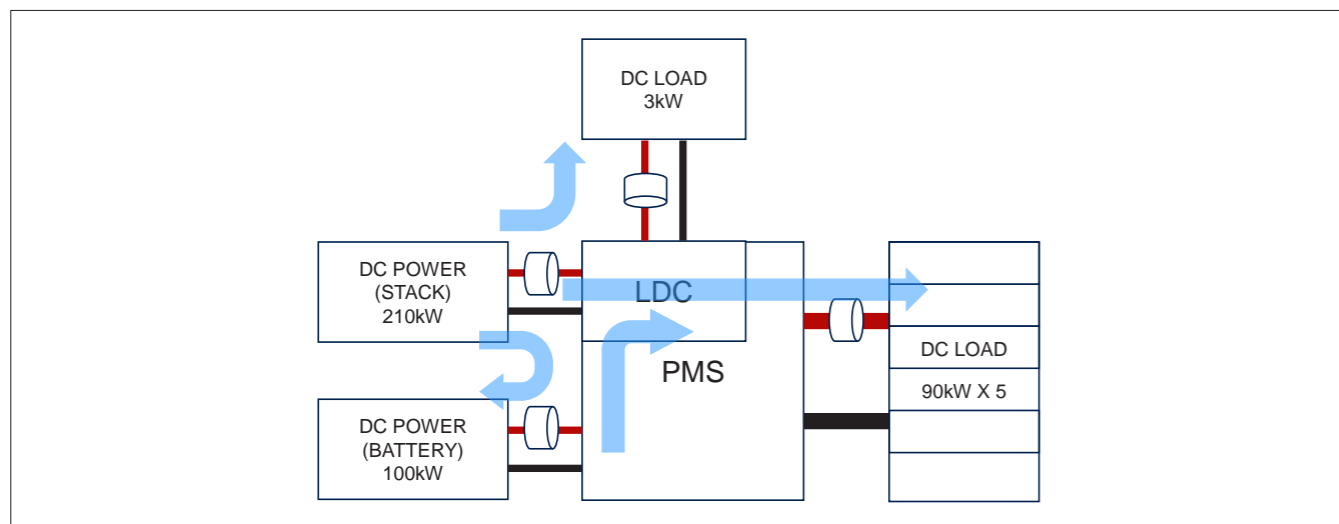 DC LOAD
3kW
DC POWER
(STACK)
210kW
LDC
PMS
DC LOAD
90kW X 5
DC POWER
(BATTERY)
100kW